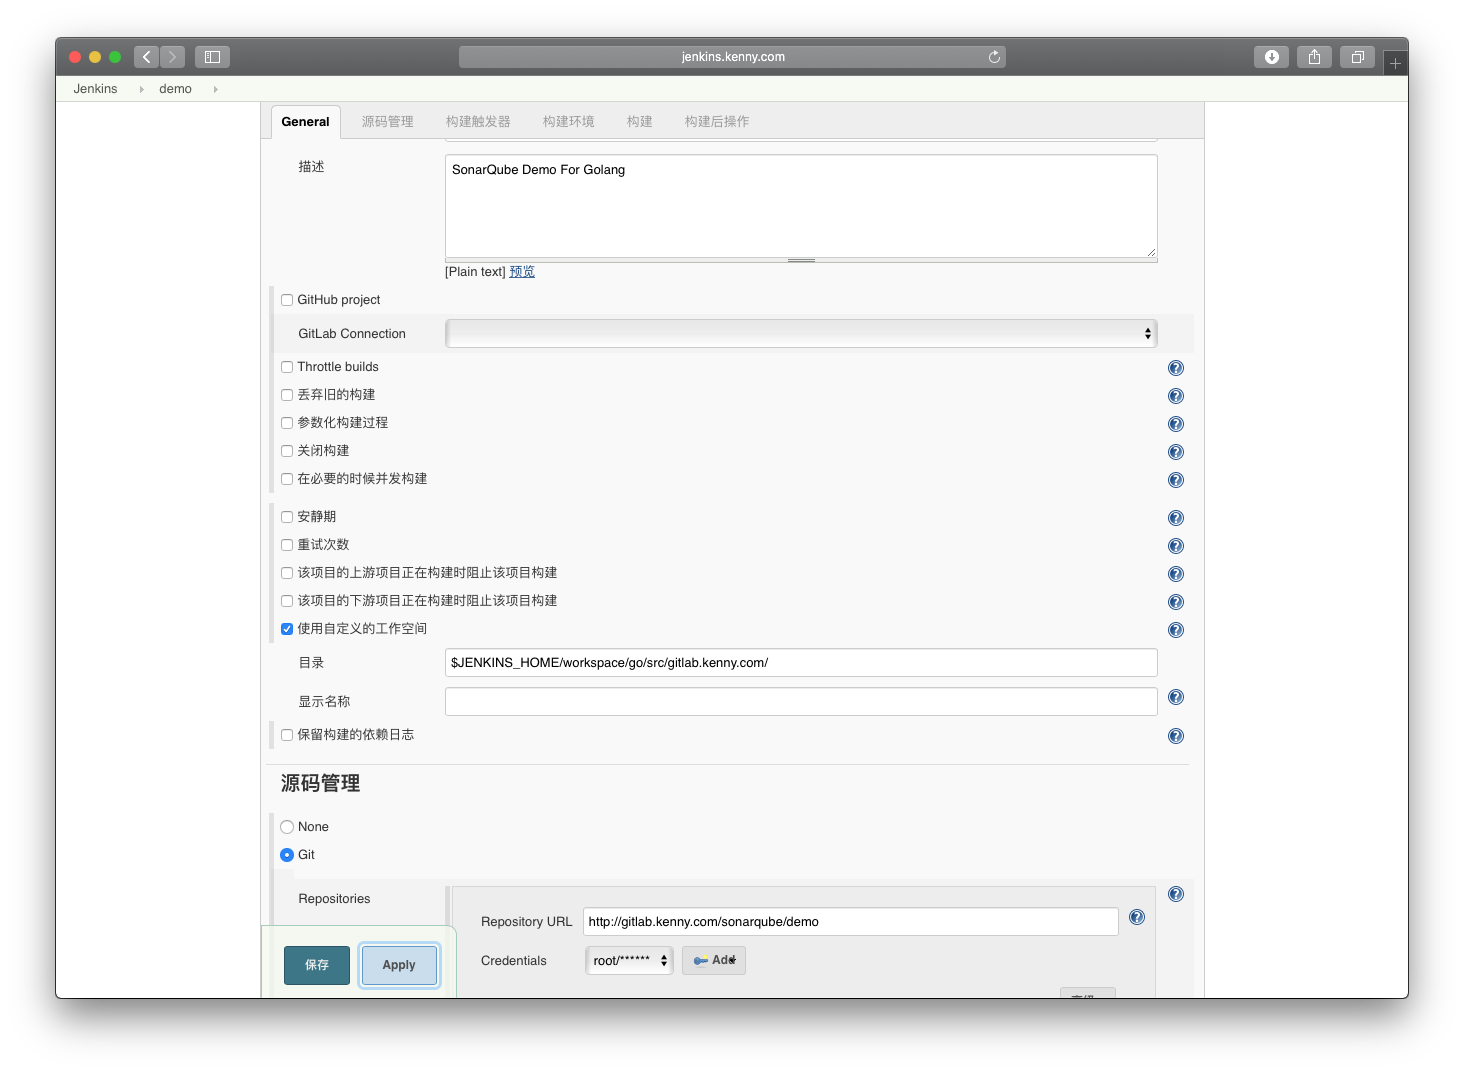 jenkins.kenny.com
Jenkins demo
General 源码管理 构建触发器 构建环境 构建 构建后操作
描述
SonarQube Demo For Golang
[Plain text] 预览
GitHub project
GitLab Connection
Throttle builds
丢弃旧的构建
参数化构建过程
关闭构建
在必要的时候并发构建
安静期
重试次数
该项目的上游项目正在构建时阻止该项目构建
该项目的下游项目正在构建时阻止该项目构建
使用自定义的工作空间
目录 $JENKINS_HOME/workspace/go/src/gitlab.kenny.com/
显示名称
保留构建的依赖日志
源码管理
None
Git
Repositories
Repository URL http://gitlab.kenny.com/sonarqube/demo
Credentials root/****** Add
保存 Apply